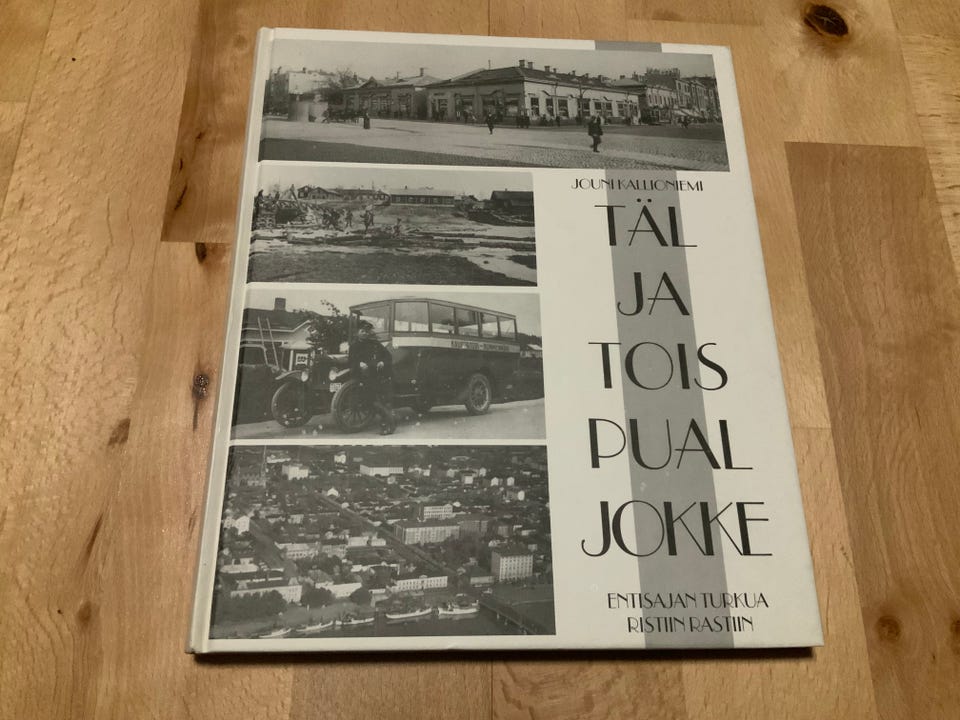 JOUNI KALLIONIEMI
TÄL
JA
TOIS
PUAL
JOKKE
ENTISAJAN TURKUA
RISTIIN RASTIIN